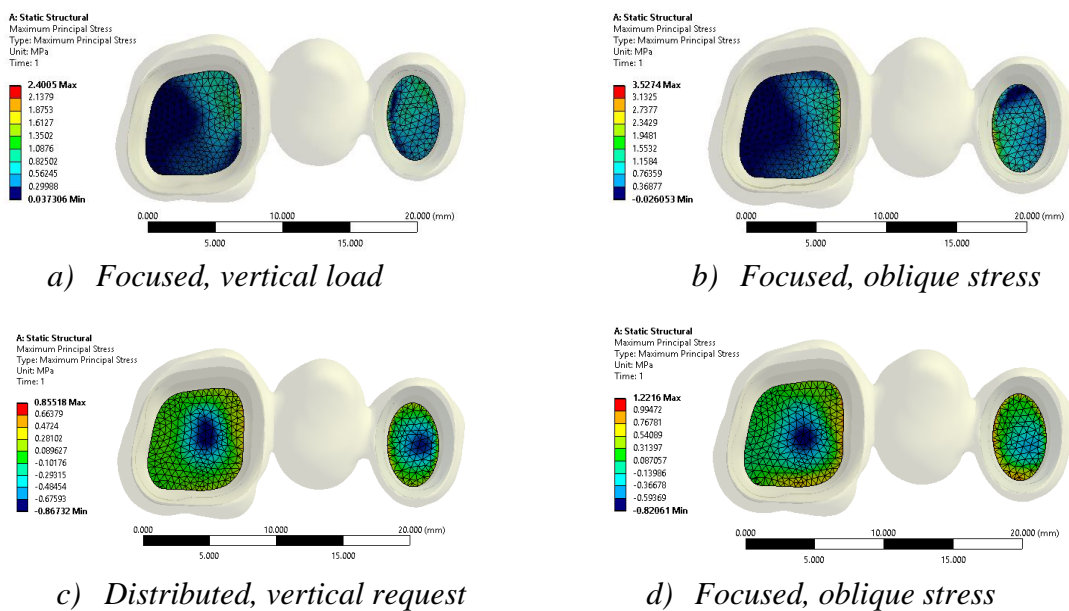 A: Static Structural
Maximum Principal Stress
Type: Maximum Principal Stress
Unit: MPa
Time: 1
2.4005 Max
2.1379
1.8753
1.6127
1.3502
1.0876
0.82502
0.56245
0.29988
0.037306 Min
0.000 10.000 20.000 (mm)
5.000 15.000
a) Focused, vertical load
A: Static Structural
Maximum Principal Stress
Type: Maximum Principal Stress
Unit: MPa
Time: 1
3.5274 Max
3.1325
2.7377
2.3429
1.9481
1.5532
1.1584
0.76359
0.36877
-0.026053 Min
0.000 10.000 20.000 (mm)
5.000 15.000
b) Focused, oblique stress
A: Static Structural
Maximum Principal Stress
Type: Maximum Principal Stress
Unit: MPa
Time: 1
0.85518 Max
0.66379
0.4724
0.28102
0.089627
-0.10176
-0.29315
-0.48454
-0.67593
-0.86732 Min
0.000 10.000 20.000 (mm)
5.000 15.000
c) Distributed, vertical request
A: Static Structural
Maximum Principal Stress
Type: Maximum Principal Stress
Unit: MPa
Time: 1
1.2216 Max
0.99472
0.76781
0.54089
0.31397
0.087057
-0.13986
-0.36678
-0.59369
-0.82061 Min
0.000 10.000 20.000 (mm)
5.000 15.000
d) Focused, oblique stress